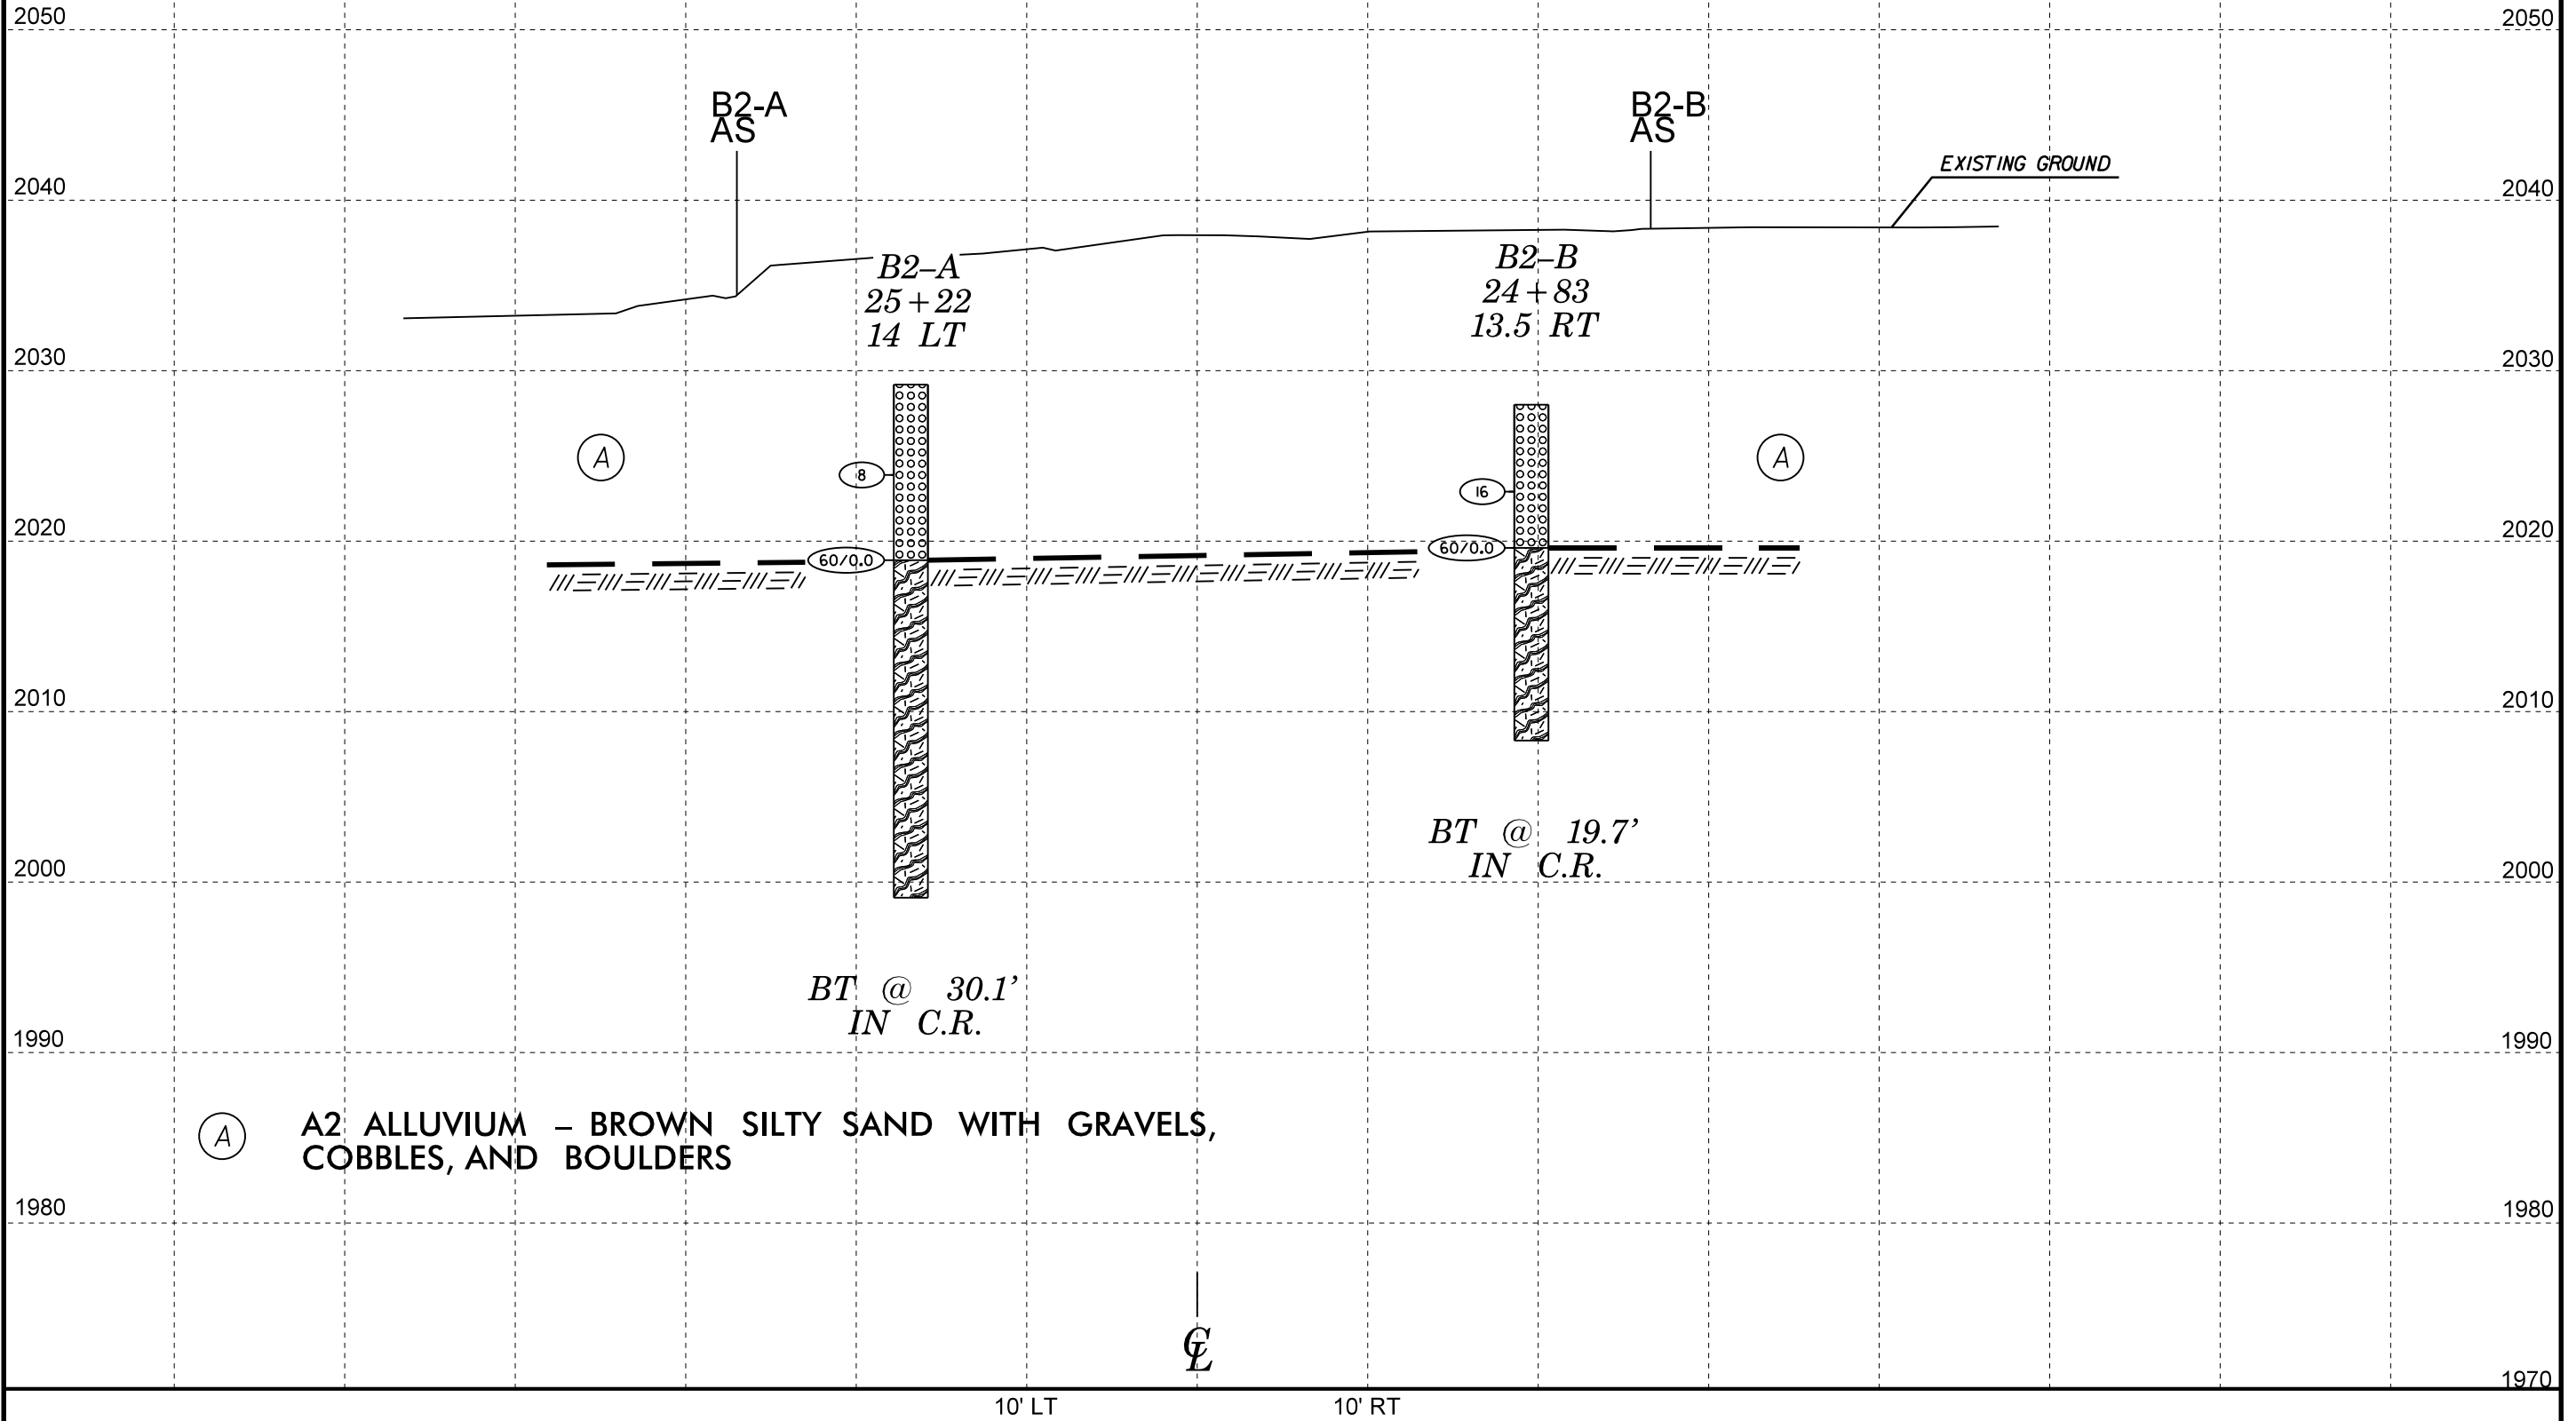 2050
2050
B2-A
AS
B2-B
AS
EXISTING GROUND
2040
2040
B2–A
25+22
14 LT
B2–B
24+83
13.5 RT
2030
2030
A
A
8
16
2020
2020
60/0.0
60/0.0
2010
2010
BT @ 19.7’
IN C.R.
2000
2000
BT @ 30.1’
IN C.R.
1990
1990
A
A2 ALLUVIUM – BROWN SILTY SAND WITH GRAVELS,
COBBLES, AND BOULDERS
1980
1980
℄
1970
10' LT
10' RT